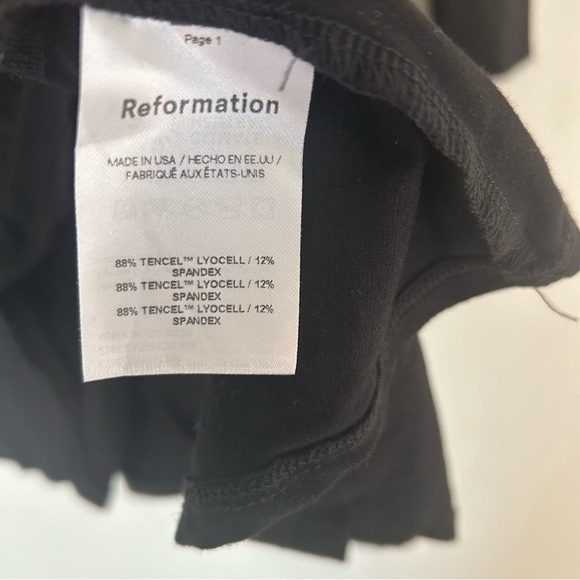 Page 1
Reformation
MADE IN USA / HECHO EN EE.UU /
FABRIQUÉ AUX ÉTATS-UNIS
88% TENCEL™ LYOCELL / 12%
SPANDEX
88% TENCEL™ LYOCELL / 12%
SPANDEX
88% TENCEL™ LYOCELL / 12%
SPANDEX